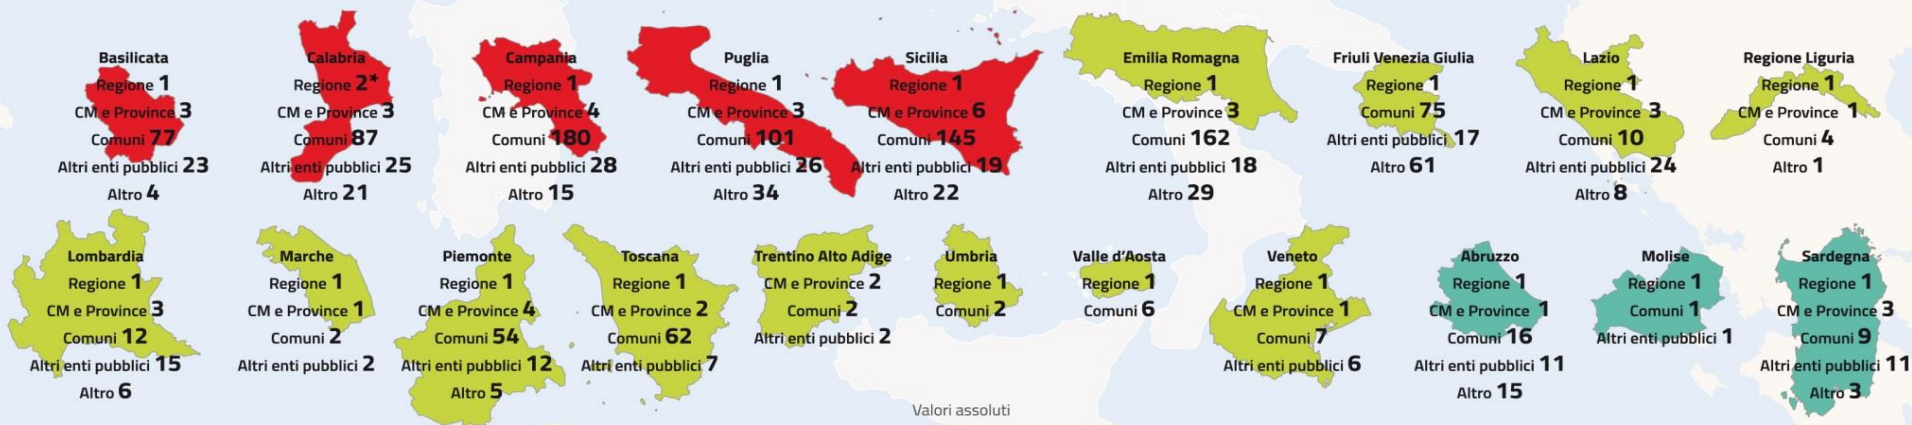 Basilicata
Regione 1
CM e Province 3
Comuni 77
Altri enti pubblici 23
Altro 4
Calabria
Regione 2*
CM e Province 3
Comuni 87
Altri enti pubblici 25
Altro 21
Campania
Regione 1
CM e Province 4
Comuni 180
Altri enti pubblici 28
Altro 15
Puglia
Regione 1
CM e Province 3
Comuni 101
Altri enti pubblici 26
Altro 34
Sicilia
Regione 1
CM e Province 6
Comuni 145
Altri enti pubblici 19
Altro 22
Emilia Romagna
Regione 1
CM e Province 3
Comuni 162
Altri enti pubblici 18
Altro 29
Friuli Venezia Giulia
Regione 1
Comuni 75
Altri enti pubblici 17
Altro 61
Lazio
Regione 1
CM e Province 3
Comuni 10
Altri enti pubblici 24
Altro 8
Regione Liguria
Regione 1
CM e Province 1
Comuni 4
Altro 1
Lombardia
Regione 1
CM e Province 3
Comuni 12
Altri enti pubblici 15
Altro 6
Marche
Regione 1
CM e Province 1
Comuni 2
Altri enti pubblici 2
Piemonte
Regione 1
CM e Province 4
Comuni 54
Altri enti pubblici 12
Altro 5
Toscana
Regione 1
CM e Province 2
Comuni 62
Altri enti pubblici 7
Trentino Alto Adige
CM e Province 2
Comuni 2
Altri enti pubblici 2
Umbria
Regione 1
Comuni 2
Valle d'Aosta
Regione 1
Comuni 6
Veneto
Regione 1
CM e Province 1
Comuni 7
Altri enti pubblici 6
Abruzzo
Regione 1
CM e Province 1
Comuni 16
Altri enti pubblici 11
Altro 15
Molise
Regione 1
Comuni 1
Altri enti pubblici 1
Sardegna
Regione 1
CM e Province 3
Comuni 9
Altri enti pubblici 11
Altro 3
Valori assoluti